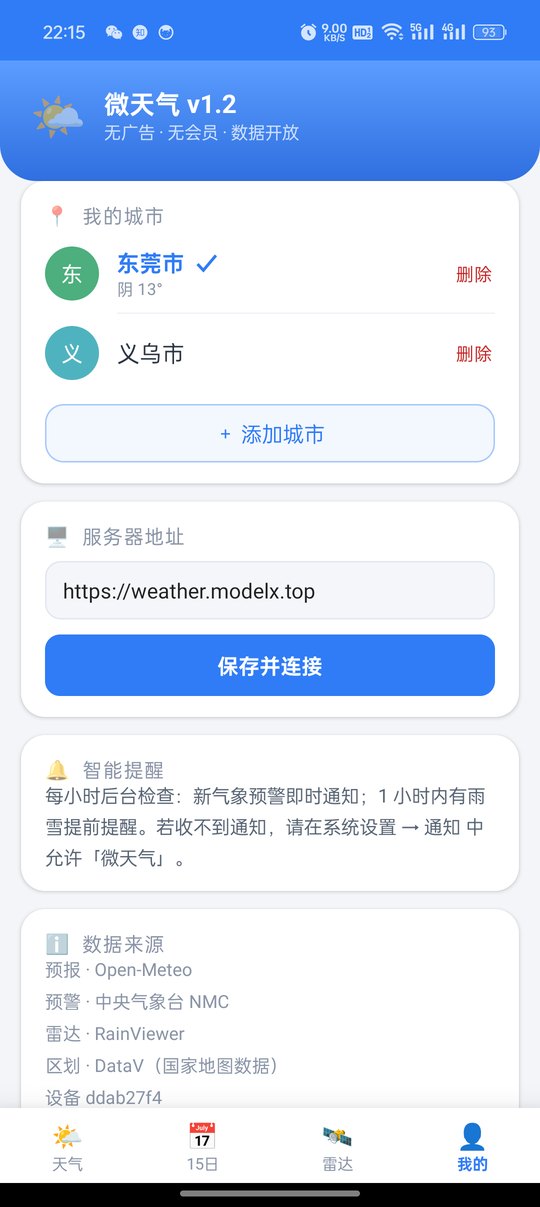 22:15
知
9.00
KB/S
HD
5G
4G
93
微天气 v1.2
无广告 · 无会员 · 数据开放
我的城市
东
东莞市
阴 13°
删除
义
义乌市
删除
+ 添加城市
服务器地址
https://weather.modelx.top
保存并连接
智能提醒
每小时后台检查：新气象预警即时通知；1 小时内有雨
雪提前提醒。若收不到通知，请在系统设置 → 通知 中
允许「微天气」。
数据来源
预报 · Open-Meteo
预警 · 中央气象台 NMC
雷达 · RainViewer
区划 · DataV（国家地图数据）
设备 ddab27f4
July
17
天气
15日
雷达
我的